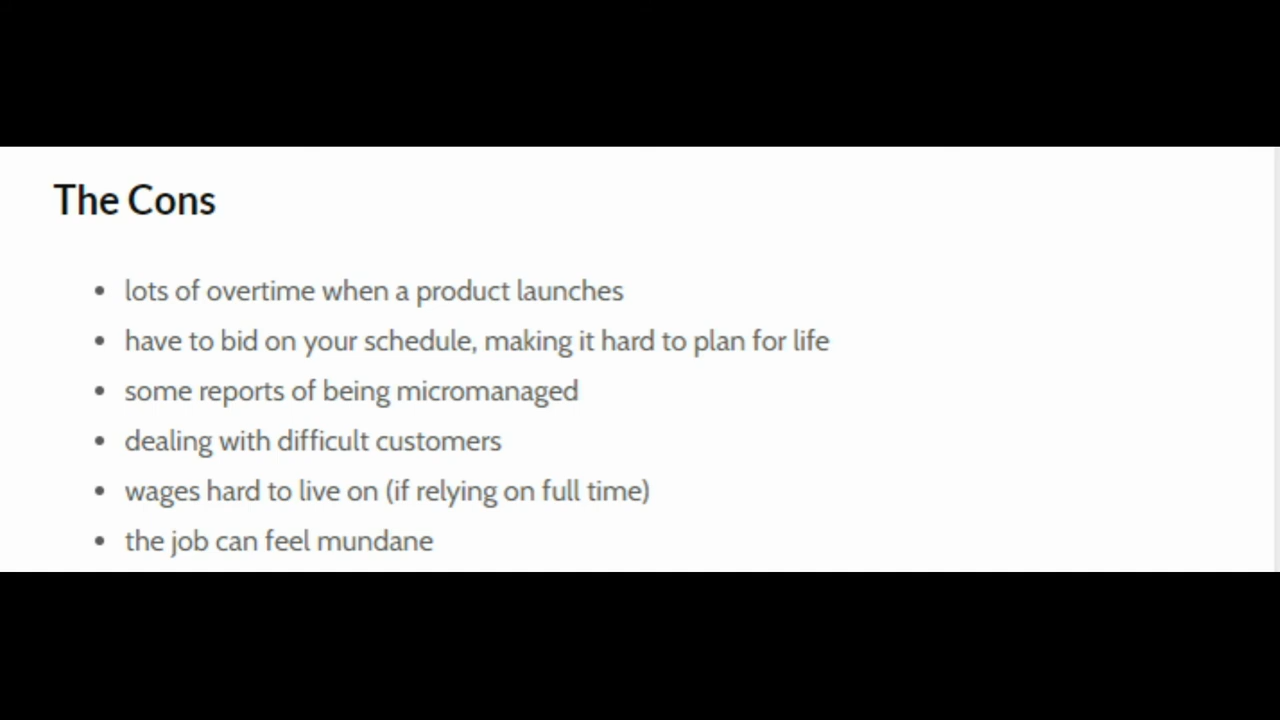 The Cons
• lots of overtime when a product launches
• have to bid on your schedule, making it hard to plan for life
• some reports of being micromanaged
• dealing with difficult customers
• wages hard to live on (if relying on full time)
• the job can feel mundane